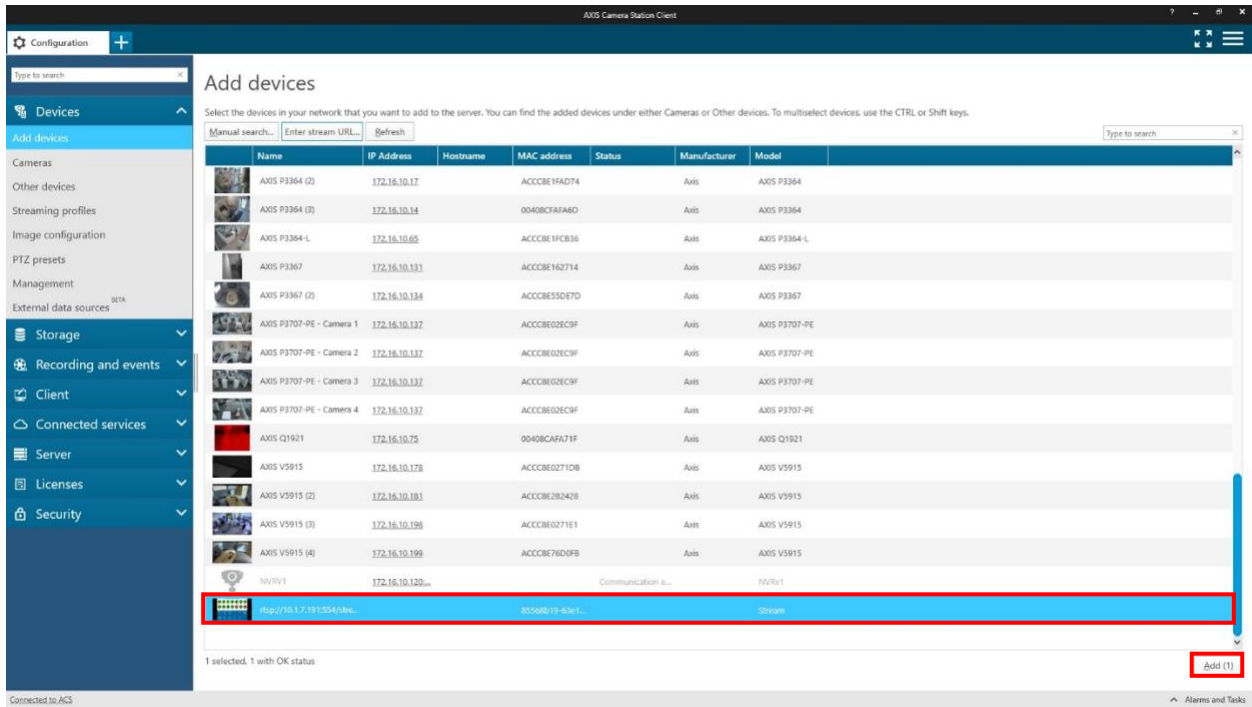 AXIS Camera Station Client
Configuration
Type to search
Devices
Add devices
Cameras
Other devices
Streaming profiles
Image configuration
PTZ presets
Management
External data sources BETA
Storage
Recording and events
Client
Connected services
Server
Licenses
Security
Add devices
Select the devices in your network that you want to add to the server. You can find the added devices under either Cameras or Other devices. To multiselect devices, use the CTRL or Shift keys.
Manual search... Enter stream URL... Refresh Type to search
Name IP Address Hostname MAC address Status Manufacturer Model
AXIS P3364 (2) 172.16.10.17 ACCC8E1FAD74 Axis AXIS P3364
AXIS P3364 (3) 172.16.10.14 00408CFAFA6D Axis AXIS P3364
AXIS P3364-L 172.16.10.65 ACCC8E1FCB36 Axis AXIS P3364-L
AXIS P3367 172.16.10.131 ACCC8E162714 Axis AXIS P3367
AXIS P3367 (2) 172.16.10.134 ACCC8E55DE7D Axis AXIS P3367
AXIS P3707-PE - Camera 1 172.16.10.137 ACCC8E02EC9F Axis AXIS P3707-PE
AXIS P3707-PE - Camera 2 172.16.10.137 ACCC8E02EC9F Axis AXIS P3707-PE
AXIS P3707-PE - Camera 3 172.16.10.137 ACCC8E02EC9F Axis AXIS P3707-PE
AXIS P3707-PE - Camera 4 172.16.10.137 ACCC8E02EC9F Axis AXIS P3707-PE
AXIS Q1921 172.16.10.75 00408CAFA71F Axis AXIS Q1921
AXIS V5915 172.16.10.178 ACCC8E0271DB Axis AXIS V5915
AXIS V5915 (2) 172.16.10.181 ACCC8E282428 Axis AXIS V5915
AXIS V5915 (3) 172.16.10.198 ACCC8E0271E1 Axis AXIS V5915
AXIS V5915 (4) 172.16.10.199 ACCC8E76D0FB Axis AXIS V5915
NVRV1 172.16.10.120:... Communication e... NVRv1
rtsp://10.1.7.191:554/stre... 85568b19-63e1... Stream
1 selected, 1 with OK status
Add (1)
Connected to ACS Alarms and Tasks